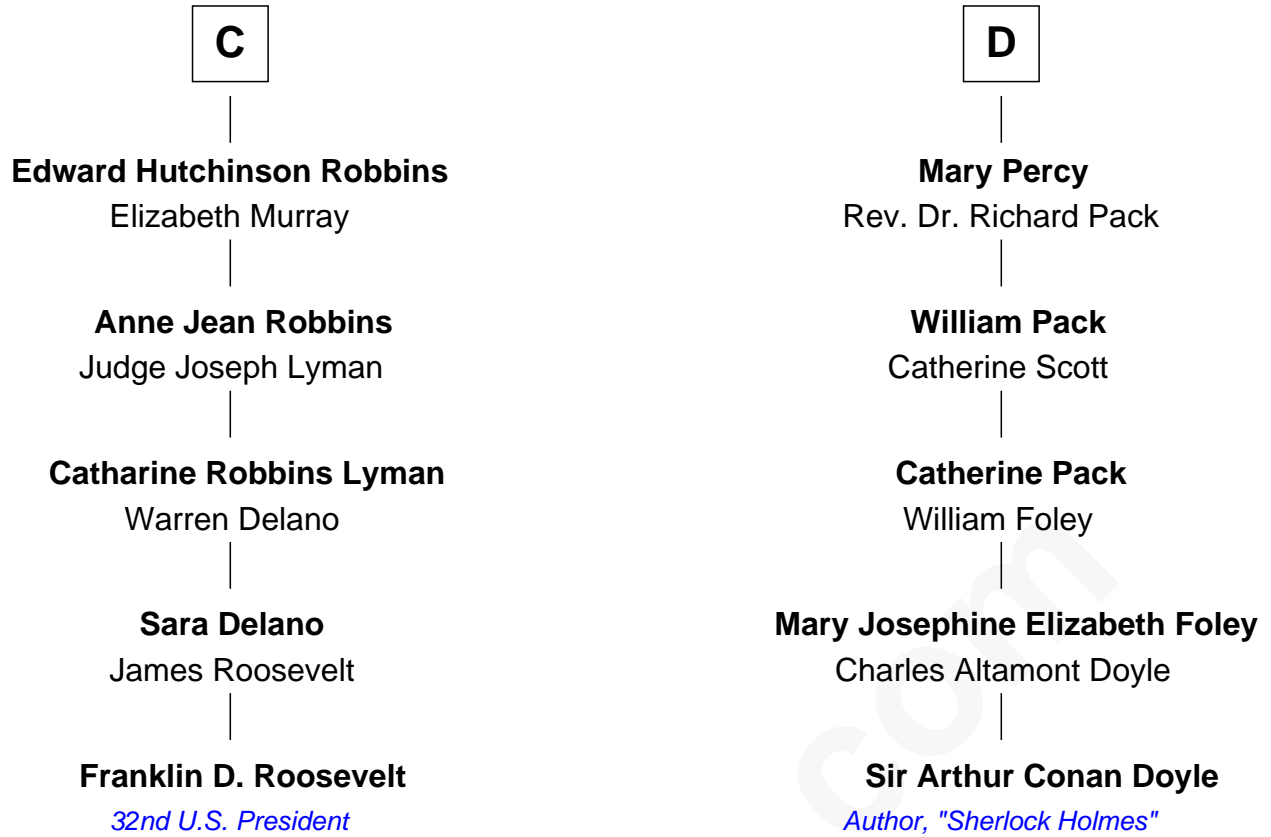 C
Edward Hutchinson Robbins
Elizabeth Murray
Anne Jean Robbins
Judge Joseph Lyman
Catharine Robbins Lyman
Warren Delano
Sara Delano
James Roosevelt
Franklin D. Roosevelt
32nd U.S. President
D
Mary Percy
Rev. Dr. Richard Pack
William Pack
Catherine Scott
Catherine Pack
William Foley
Mary Josephine Elizabeth Foley
Charles Altamont Doyle
Sir Arthur Conan Doyle
Author, "Sherlock Holmes"
com